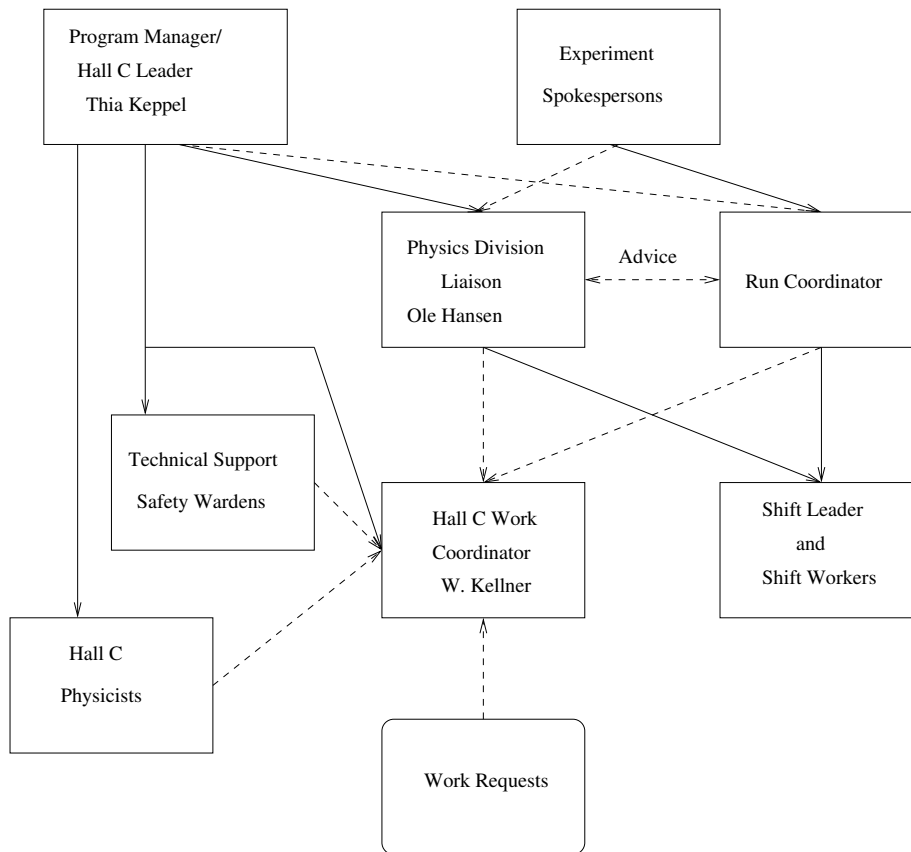 Program Manager/
Hall C Leader
Thia Keppel
Experiment
Spokespersons
Physics Division
Liaison
Ole Hansen
Advice
Run Coordinator
Technical Support
Safety Wardens
Hall C Work
Coordinator
W. Kellner
Shift Leader
and
Shift Workers
Hall C
Physicists
Work Requests